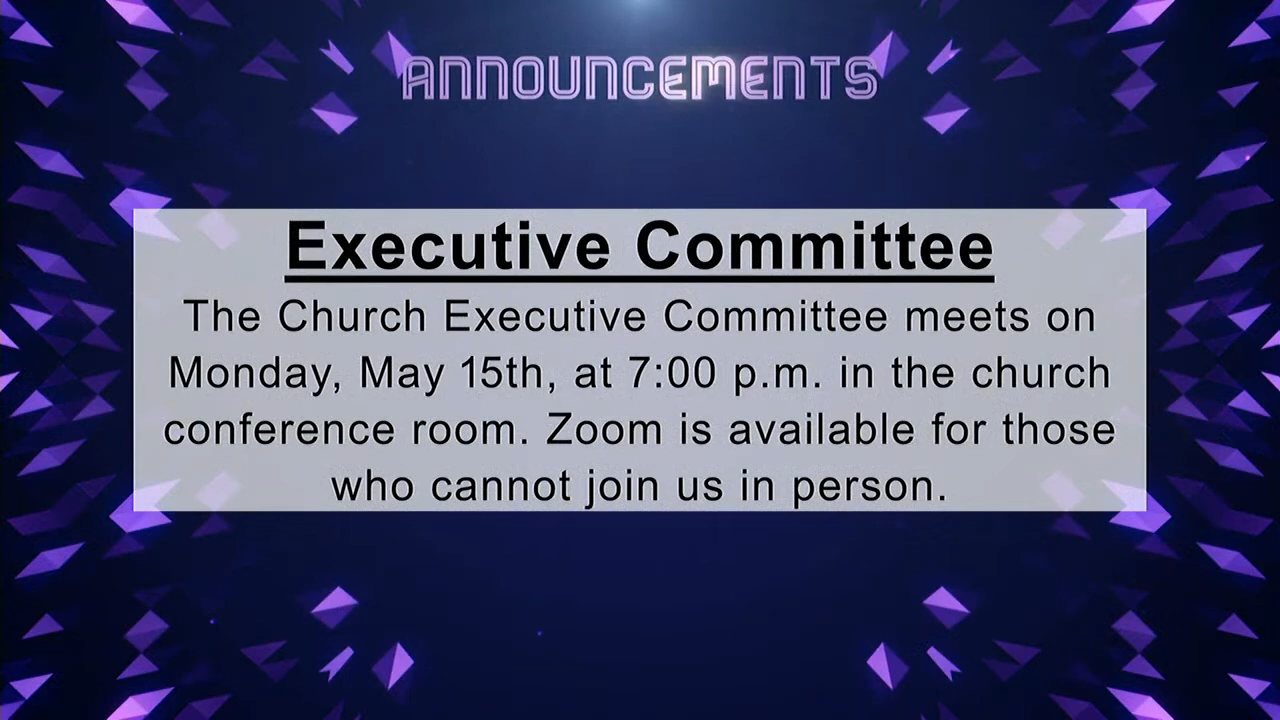 ANNOUNCEMENTS
Executive Committee
The Church Executive Committee meets on
Monday, May 15th, at 7:00 p.m. in the church
conference room. Zoom is available for those
who cannot join us in person.